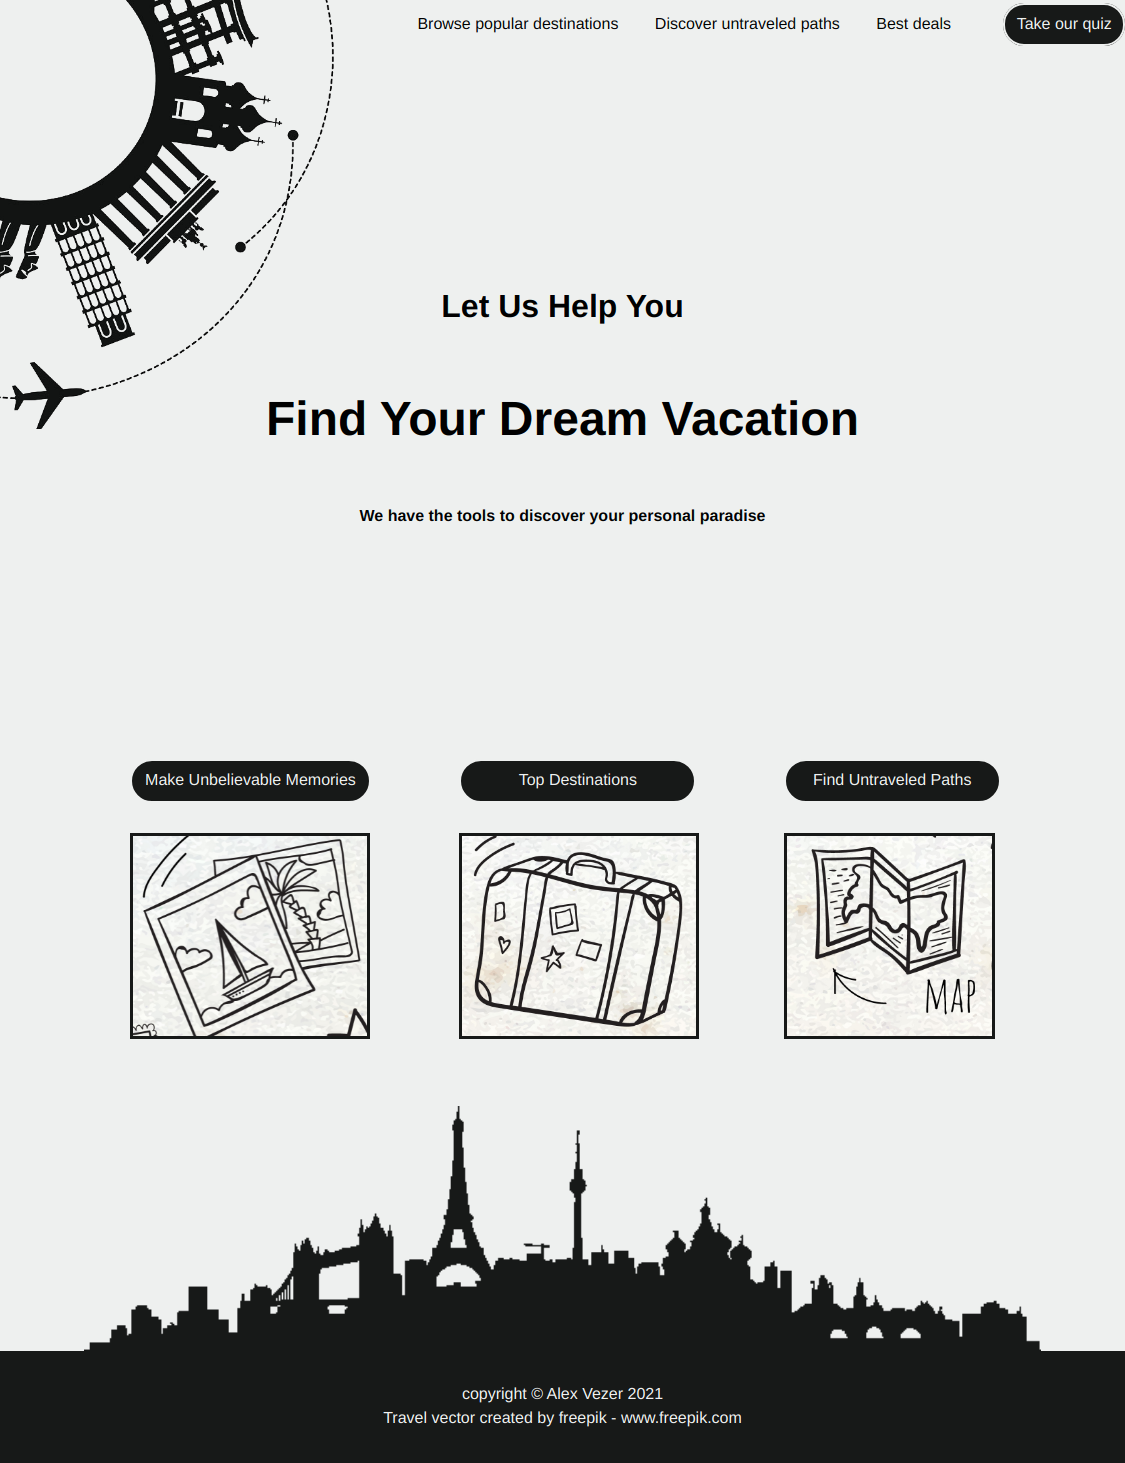 Browse popular destinations
Discover untraveled paths
Best deals
Take our quiz
Let Us Help You
Find Your Dream Vacation
We have the tools to discover your personal paradise
Make Unbelievable Memories
Top Destinations
Find Untraveled Paths
MAP
copyright © Alex Vezer 2021
Travel vector created by freepik - www.freepik.com